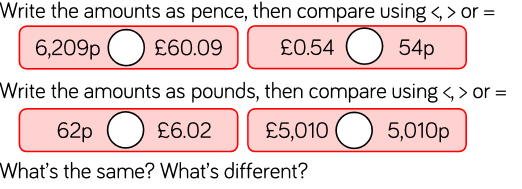 Write the amounts as pence, then compare using <, > or =
6,209p £60.09 £0.54 54p
Write the amounts as pounds, then compare using <, > or =
62p £6.02 £5,010 5,010p
What's the same? What's different?